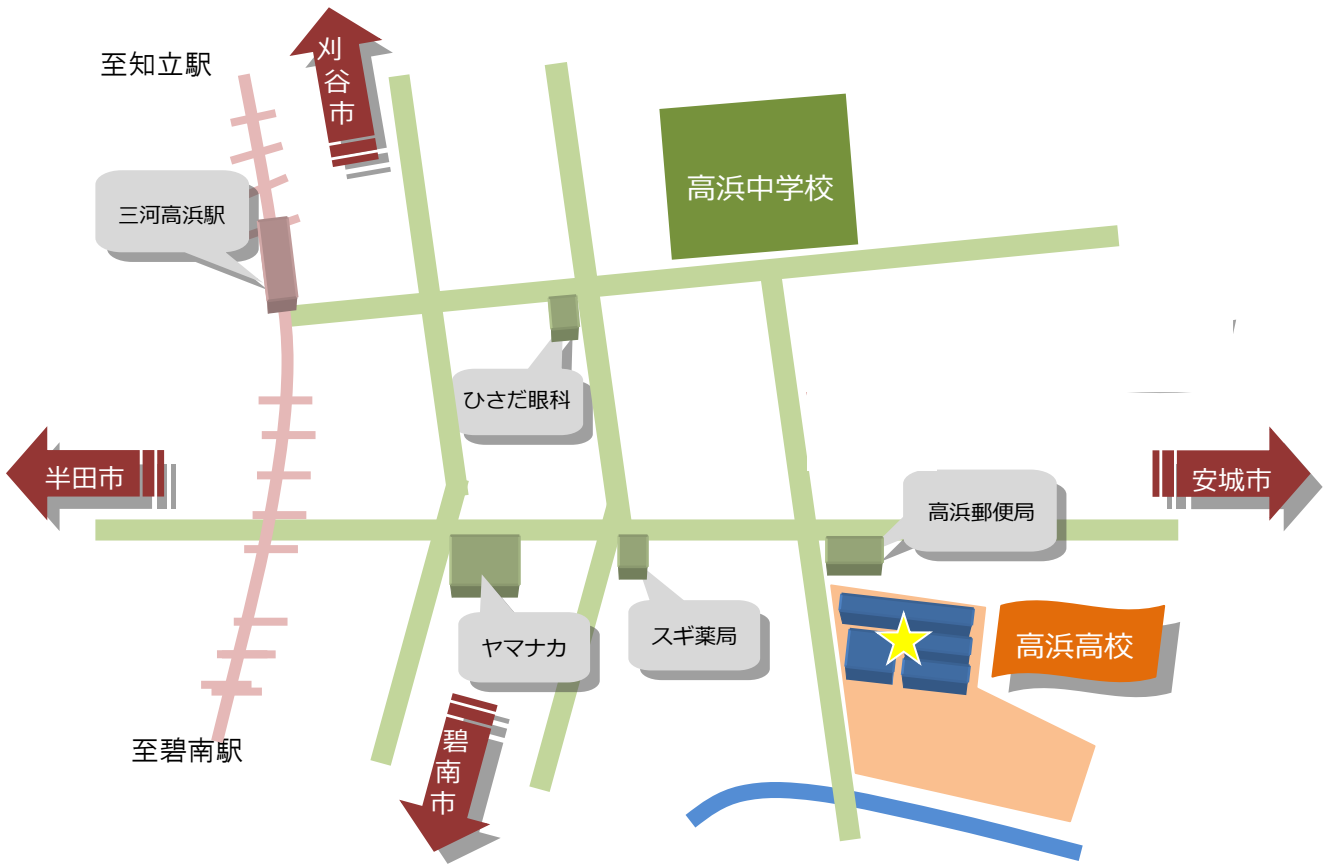 至知立駅
刈谷市
高浜中学校
三河高浜駅
ひさだ眼科
半田市
安城市
高浜郵便局
ヤマナカ
スギ薬局
高浜高校
至碧南駅
碧南市